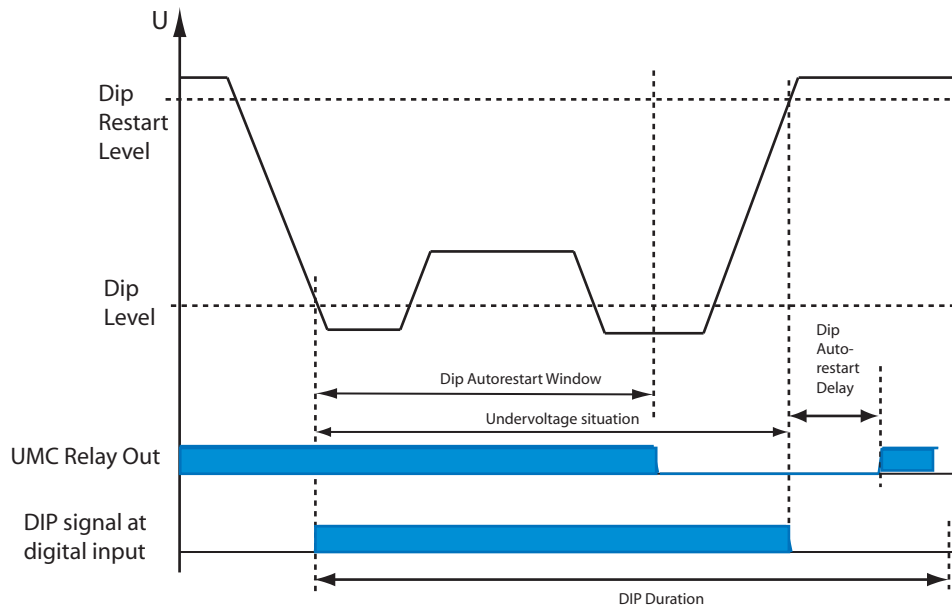 U
Dip
Restart
Level
Dip
Level
Dip
Auto-
restart
Delay
Dip Autorestart Window
Undervoltage situation
UMC Relay Out
DIP signal at
digital input
DIP Duration